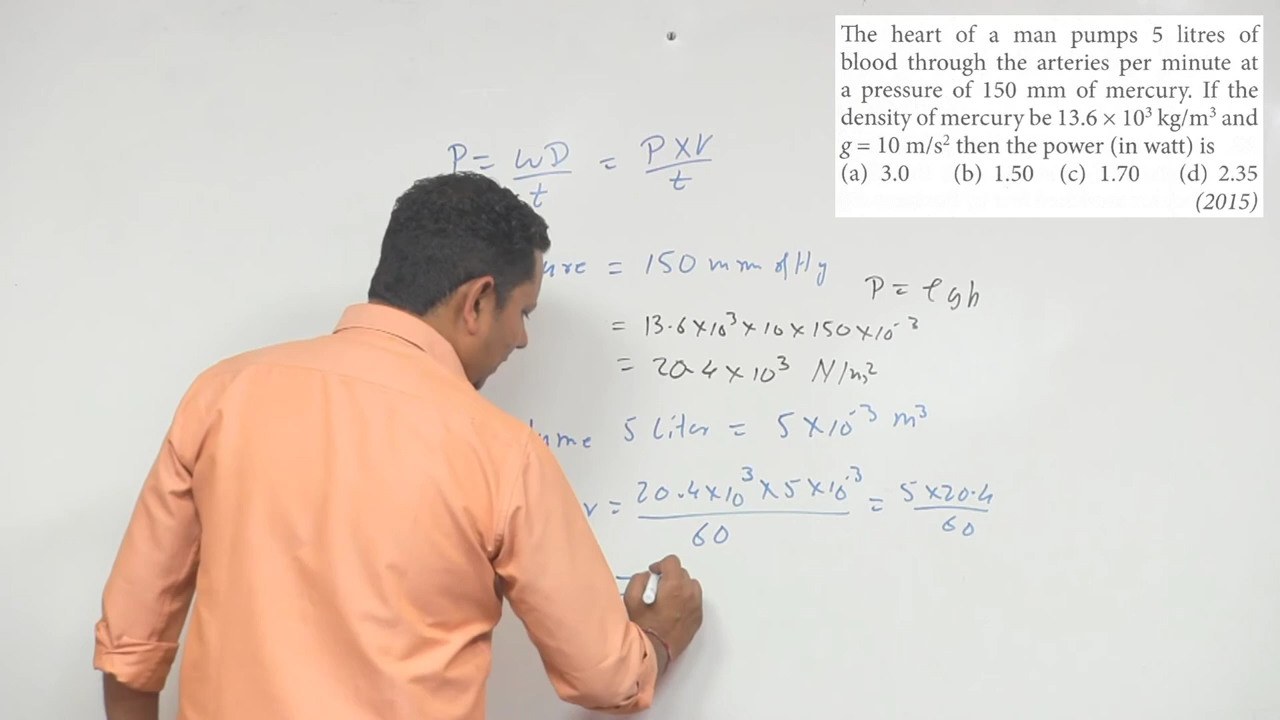 The heart of a man pumps 5 litres of
blood through the arteries per minute at
a pressure of 150 mm of mercury. If the
density of mercury be 13.6 × 10³ kg/m³ and
g = 10 m/s² then the power (in watt) is
(a) 3.0 (b) 1.50 (c) 1.70 (d) 2.35
(2015)
P = WD/t = P×V/t
= 150 mm of Hg
P = ρgh
= 13.6×10³×10×150×10⁻³
= 20.4×10³ N/m²
5 liter = 5×10⁻³ m³
= 20.4×10³×5×10⁻³/60 = 5×20.4/60
=